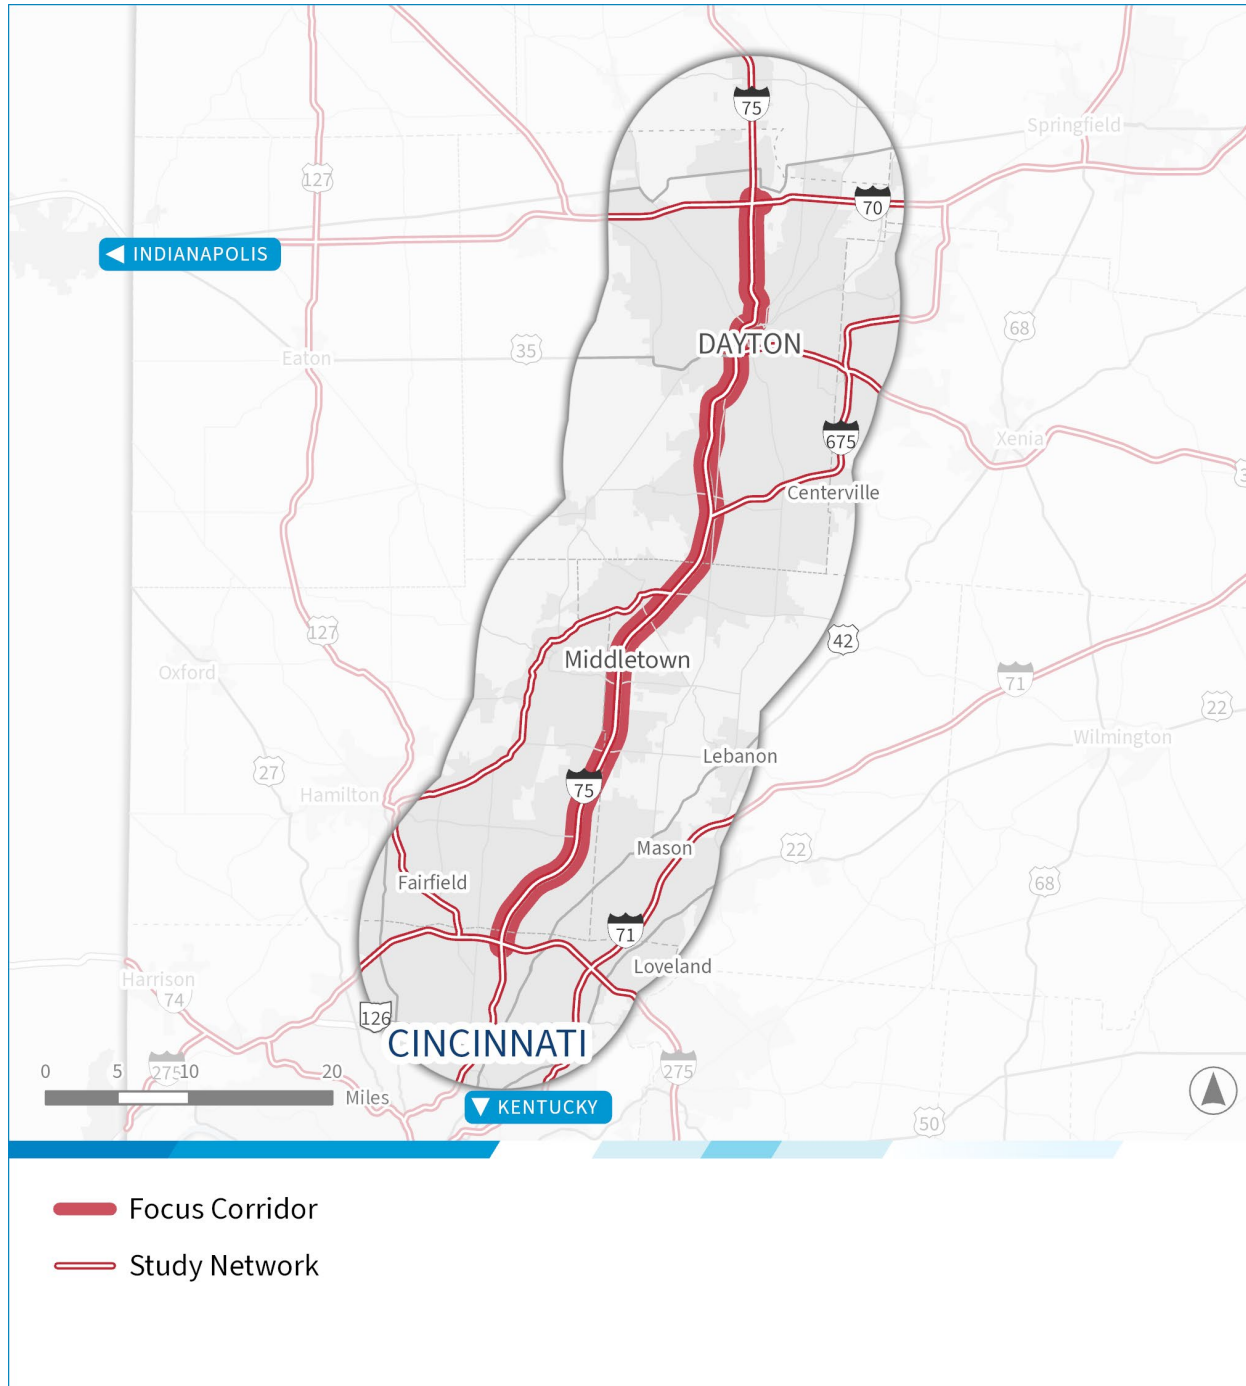 75
Springfield
127
70
INDIANAPOLIS
68
DAYTON
35
Eaton
675
Xenia
3
Centerville
127
42
Middletown
Oxford
71
22
Wilmington
Lebanon
27
75
Hamilton
Mason
22
Fairfield
68
71
Loveland
Harrison
74
126
CINCINNATI
275
275
0 5 10 20
Miles
KENTUCKY
50
Focus Corridor
Study Network